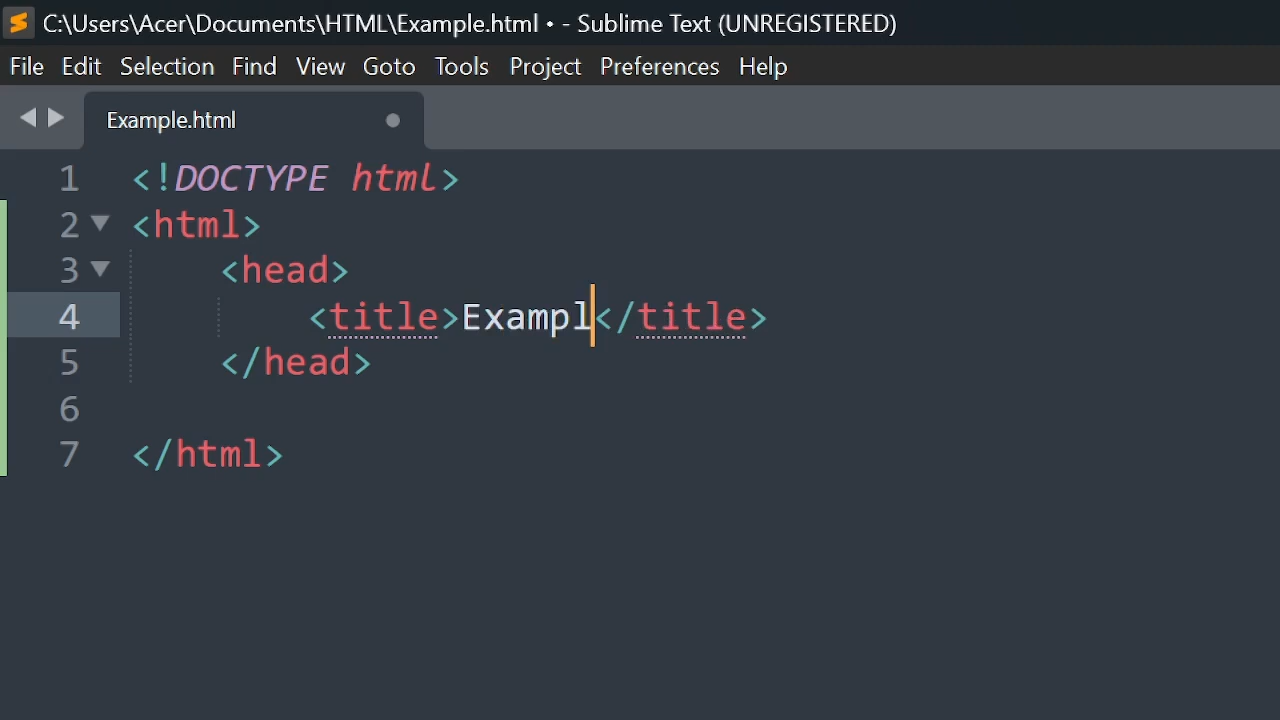 C:\Users\Acer\Documents\HTML\Example.html • - Sublime Text (UNREGISTERED)
File Edit Selection Find View Goto Tools Project Preferences Help
Example.html
1 <!DOCTYPE html>
2 <html>
3 <head>
4 <title>Exampl</title>
5 </head>
6
7 </html>